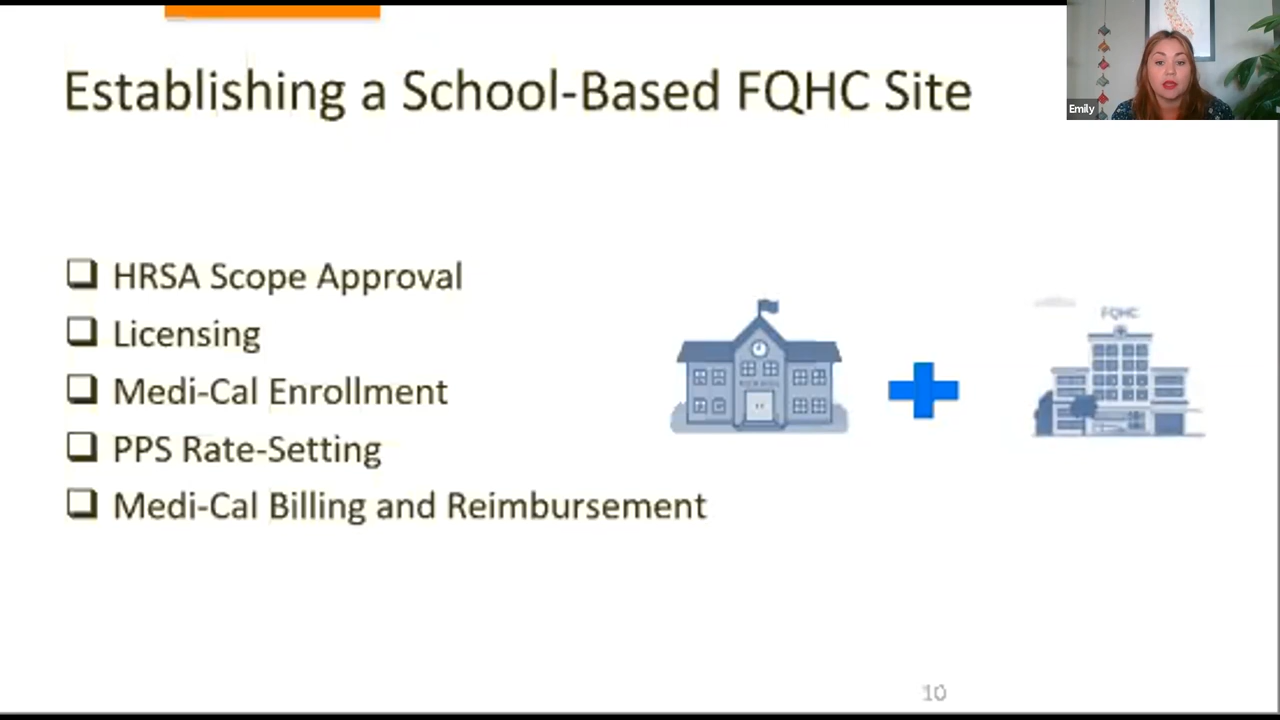 Establishing a School-Based FQHC Site
Emily
HRSA Scope Approval
Licensing
Medi-Cal Enrollment
PPS Rate-Setting
Medi-Cal Billing and Reimbursement
FQHC
SCHOOL
10